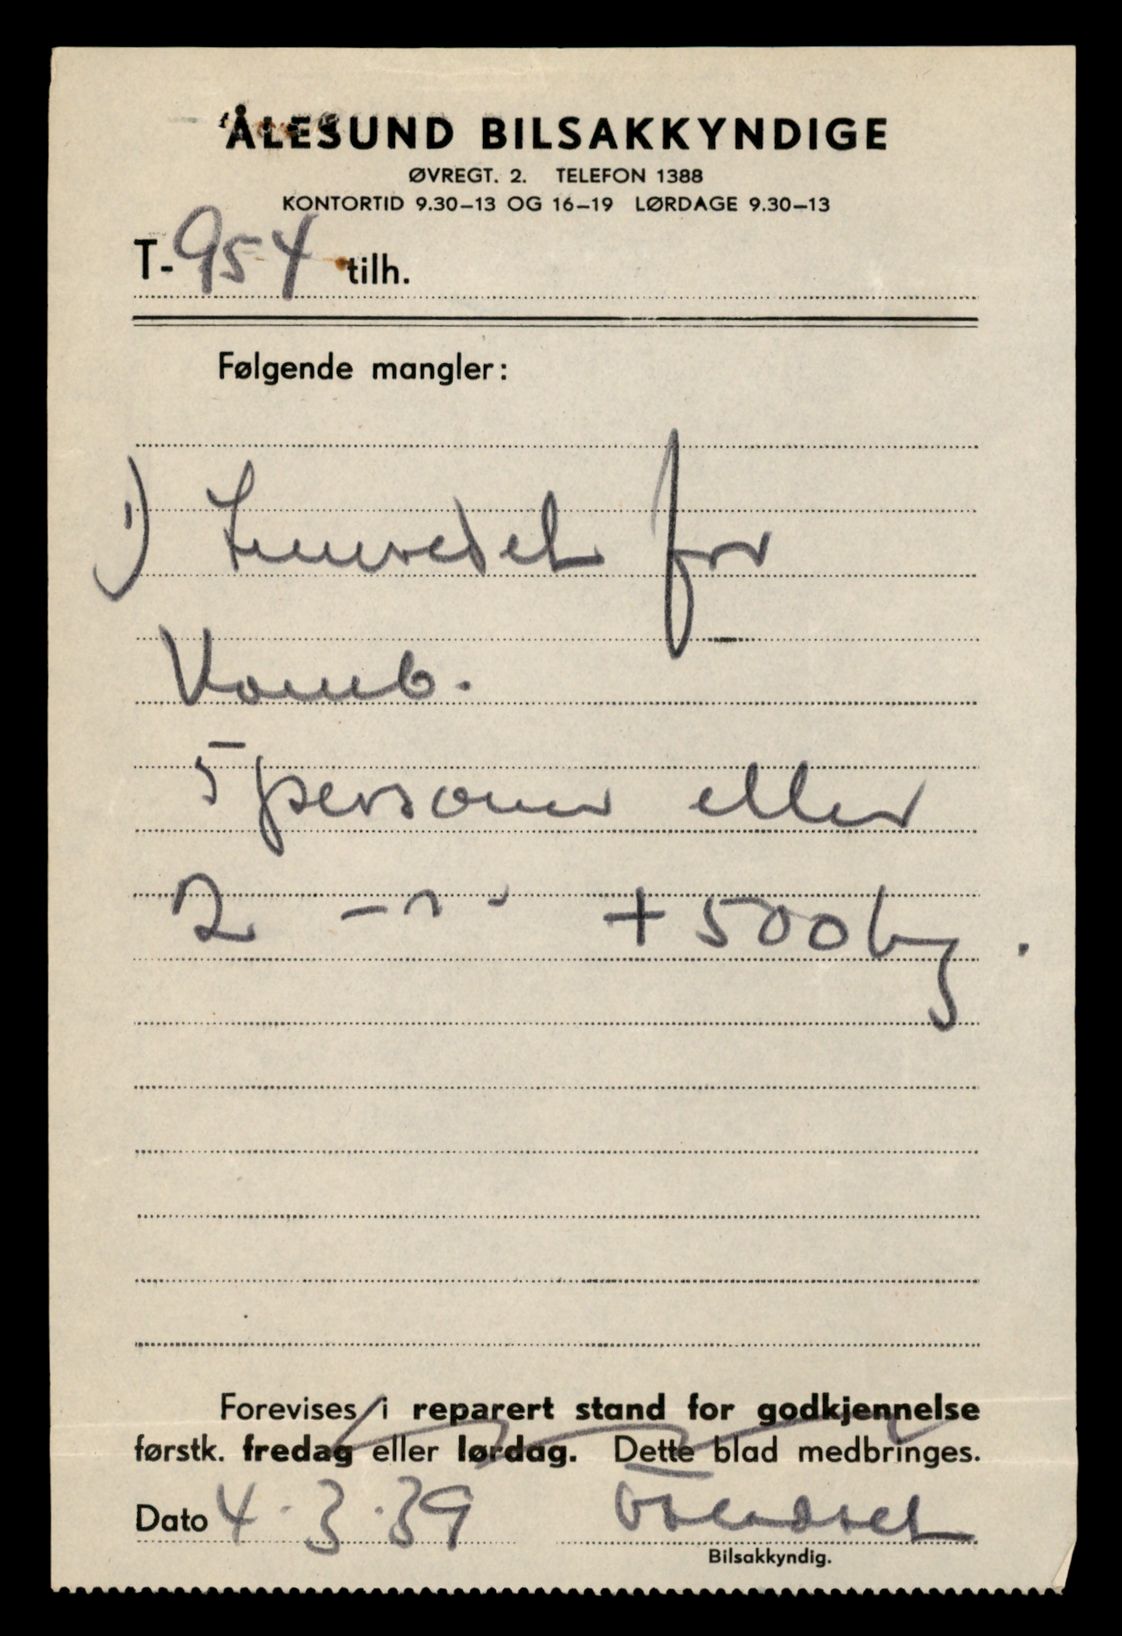 ÅLESUND BILSAKKYNDIGE
ØVREGT. 2. TELEFON 1388
KONTORTID 9.30–13 OG 16–19 LØRDAGE 9.30–13
T-954 tilh.
Følgende mangler:
1) Innredet for
Komb.
5 personer eller
2 -"- + 500 kg.
Forevises i reparert stand for godkjennelse
førstk. fredag eller lørdag. Dette blad medbringes.
Dato 4.3.39
Bilsakkyndig.